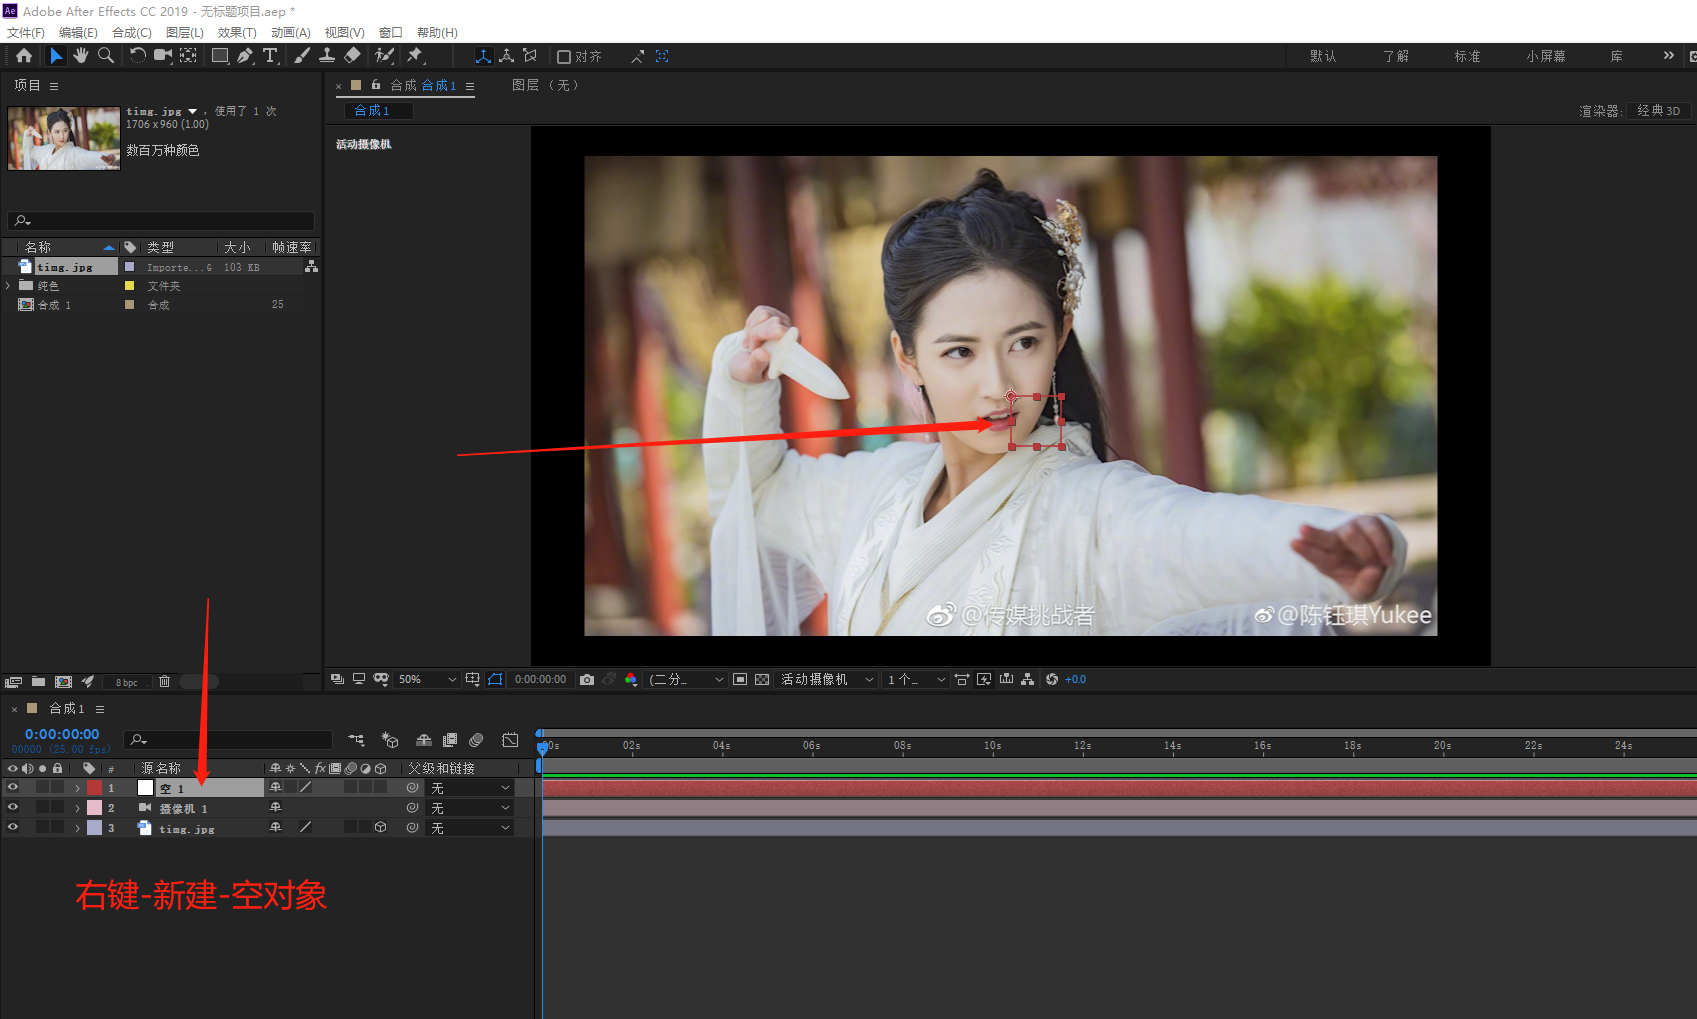 Adobe After Effects CC 2019 - 无标题项目.aep *
文件(F) 编辑(E) 合成(C) 图层(L) 效果(T) 动画(A) 视图(V) 窗口 帮助(H)
对齐 默认 了解 标准 小屏幕 库
项目
timg.jpg , 使用了 1 次
1706 x 960 (1.00)
数百万种颜色
名称 类型 大小 帧速率
timg.jpg Importe...G 103 KB
纯色 文件夹
合成 1 合成 25
8 bpc
合成 合成 1 图层 (无)
合成 1
渲染器: 经典 3D
活动摄像机
@传媒挑战者
@陈钰琪Yukee
50% 0:00:00:00 (二分... 活动摄像机 1 个... +0.0
合成 1
0:00:00:00
00000 (25.00 fps)
00s 02s 04s 06s 08s 10s 12s 14s 16s 18s 20s 22s 24s
# 源名称 fx 父级和链接
1 空 1 无
2 摄像机 1 无
3 timg.jpg 无
右键-新建-空对象